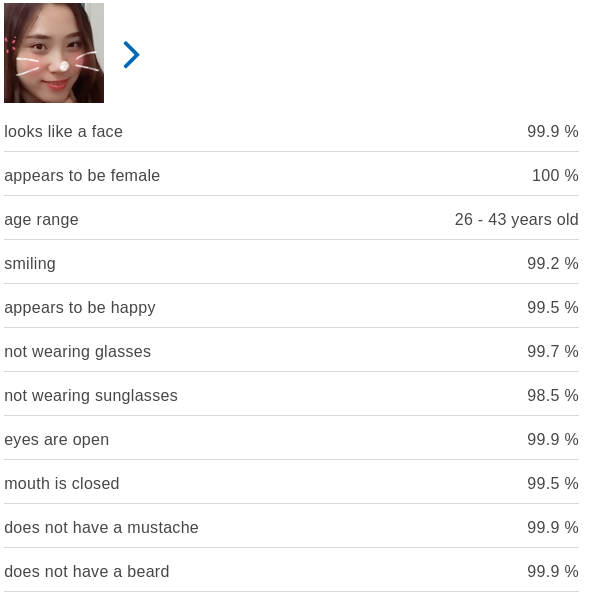 looks like a face 99.9 %
appears to be female 100 %
age range 26 - 43 years old
smiling 99.2 %
appears to be happy 99.5 %
not wearing glasses 99.7 %
not wearing sunglasses 98.5 %
eyes are open 99.9 %
mouth is closed 99.5 %
does not have a mustache 99.9 %
does not have a beard 99.9 %